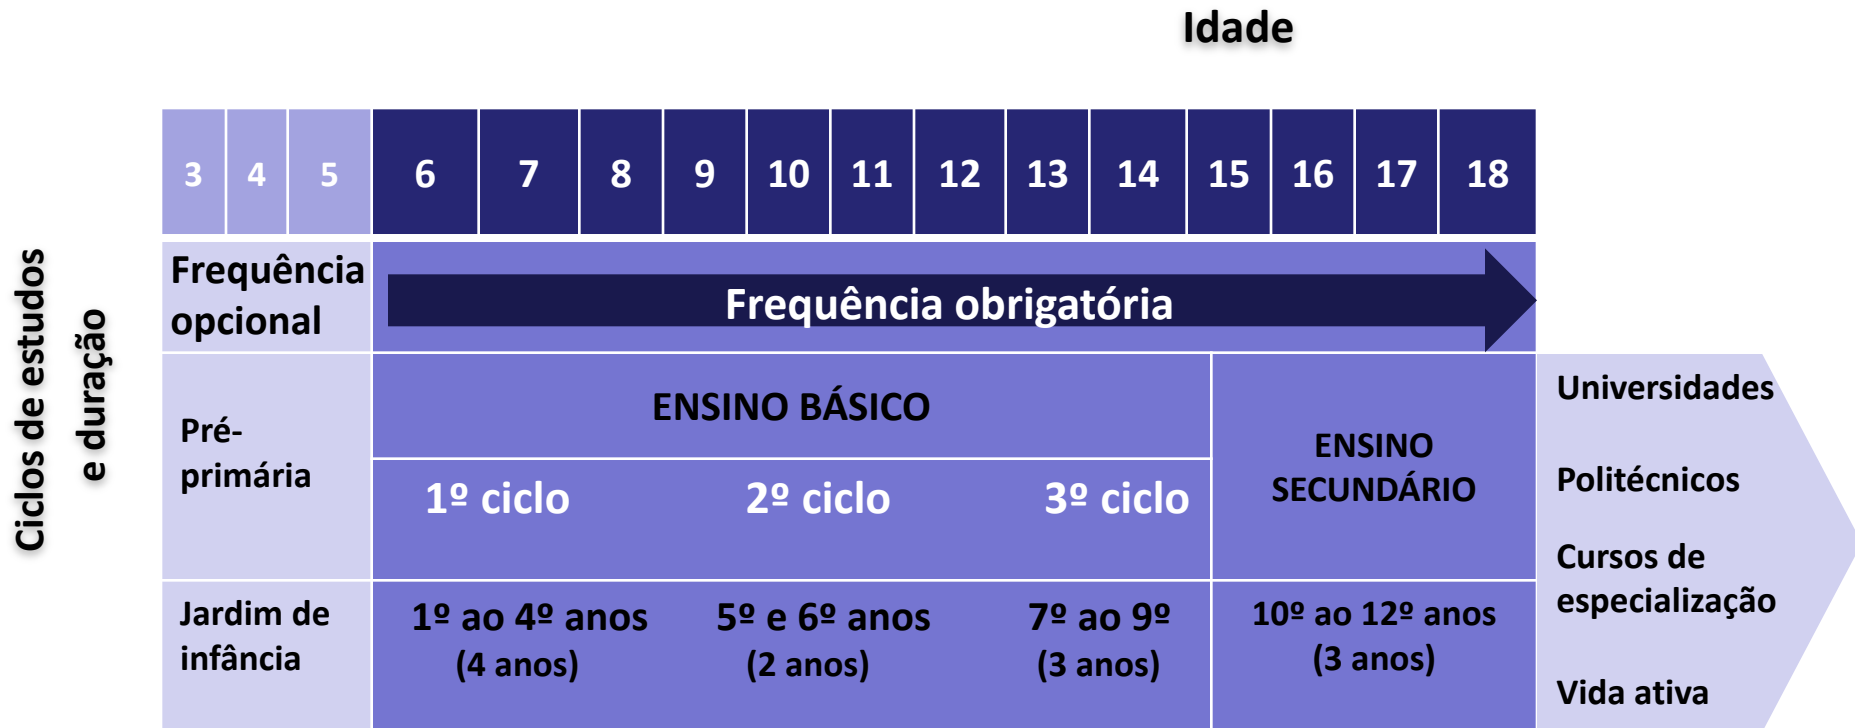 Idade
Ciclos de estudos
e duração
3 4 5 6 7 8 9 10 11 12 13 14 15 16 17 18
Frequência
opcional
Frequência obrigatória
Pré-
primária
ENSINO BÁSICO
1º ciclo 2º ciclo 3º ciclo
ENSINO
SECUNDÁRIO
Jardim de
infância
1º ao 4º anos
(4 anos)
5º e 6º anos
(2 anos)
7º ao 9º
(3 anos)
10º ao 12º anos
(3 anos)
Universidades
Politécnicos
Cursos de
especialização
Vida ativa